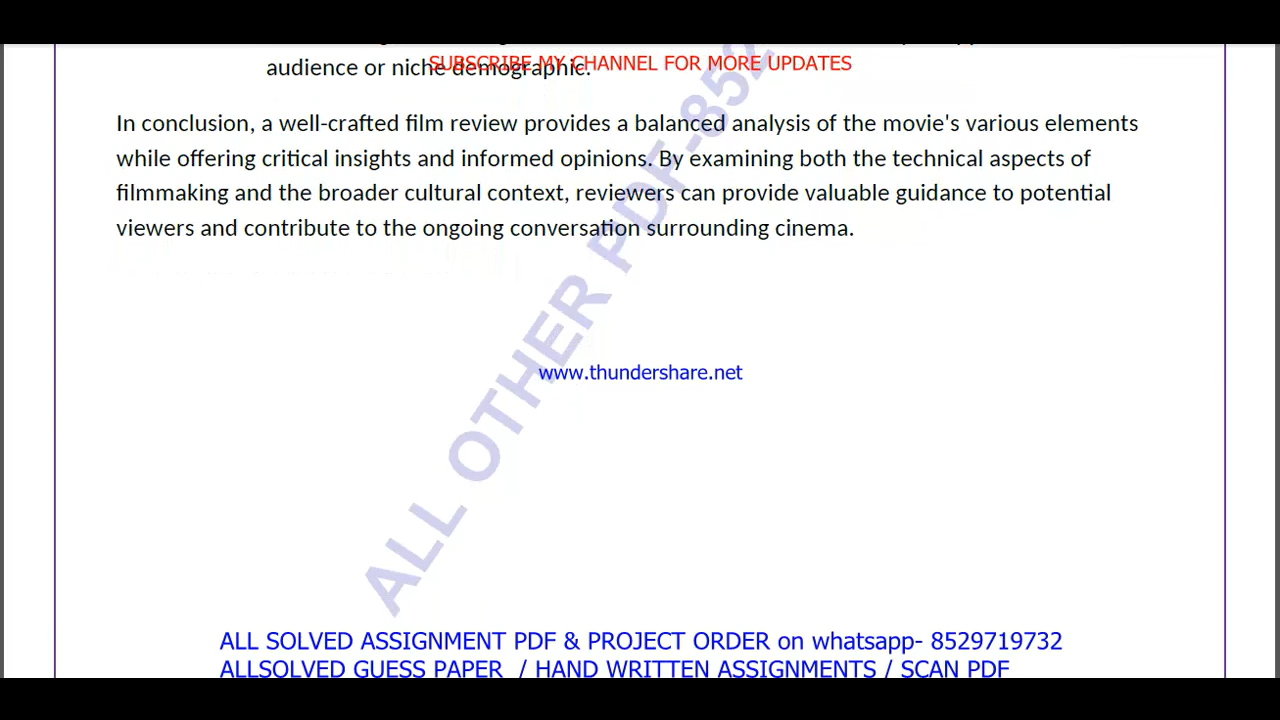 SUBSCRIBE MY CHANNEL FOR MORE UPDATES
audience or niche demographic.
In conclusion, a well-crafted film review provides a balanced analysis of the movie's various elements
while offering critical insights and informed opinions. By examining both the technical aspects of
filmmaking and the broader cultural context, reviewers can provide valuable guidance to potential
viewers and contribute to the ongoing conversation surrounding cinema.
ALL OTHER PDF-852
www.thundershare.net
ALL SOLVED ASSIGNMENT PDF & PROJECT ORDER on whatsapp- 8529719732
ALLSOLVED GUESS PAPER / HAND WRITTEN ASSIGNMENTS / SCAN PDF